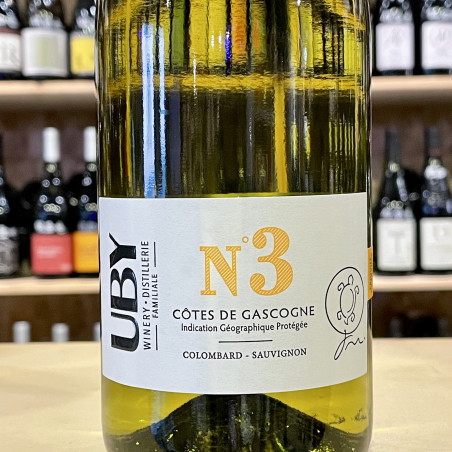 UBY
WINERY • DISTILLERIE
FAMILIALE
N°3
CÔTES DE GASCOGNE
Indication Géographique Protégée
COLOMBARD - SAUVIGNON